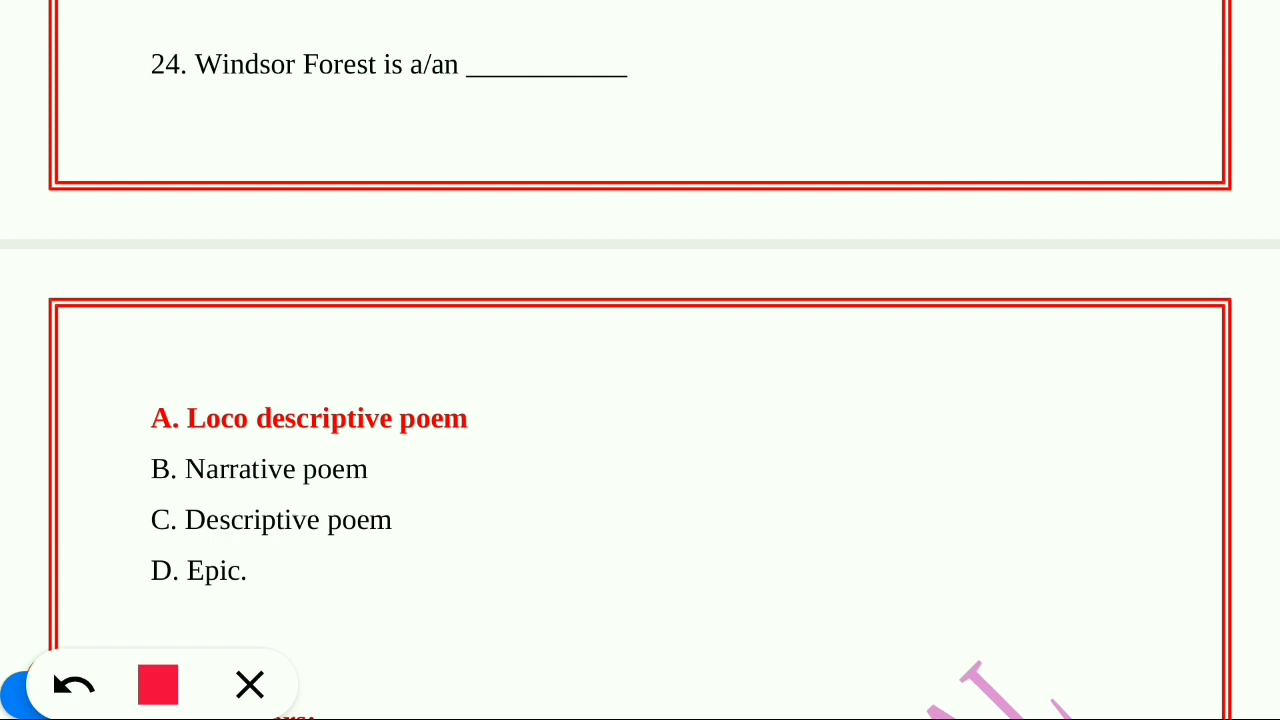 24. Windsor Forest is a/an ___________
A. Loco descriptive poem
B. Narrative poem
C. Descriptive poem
D. Epic.